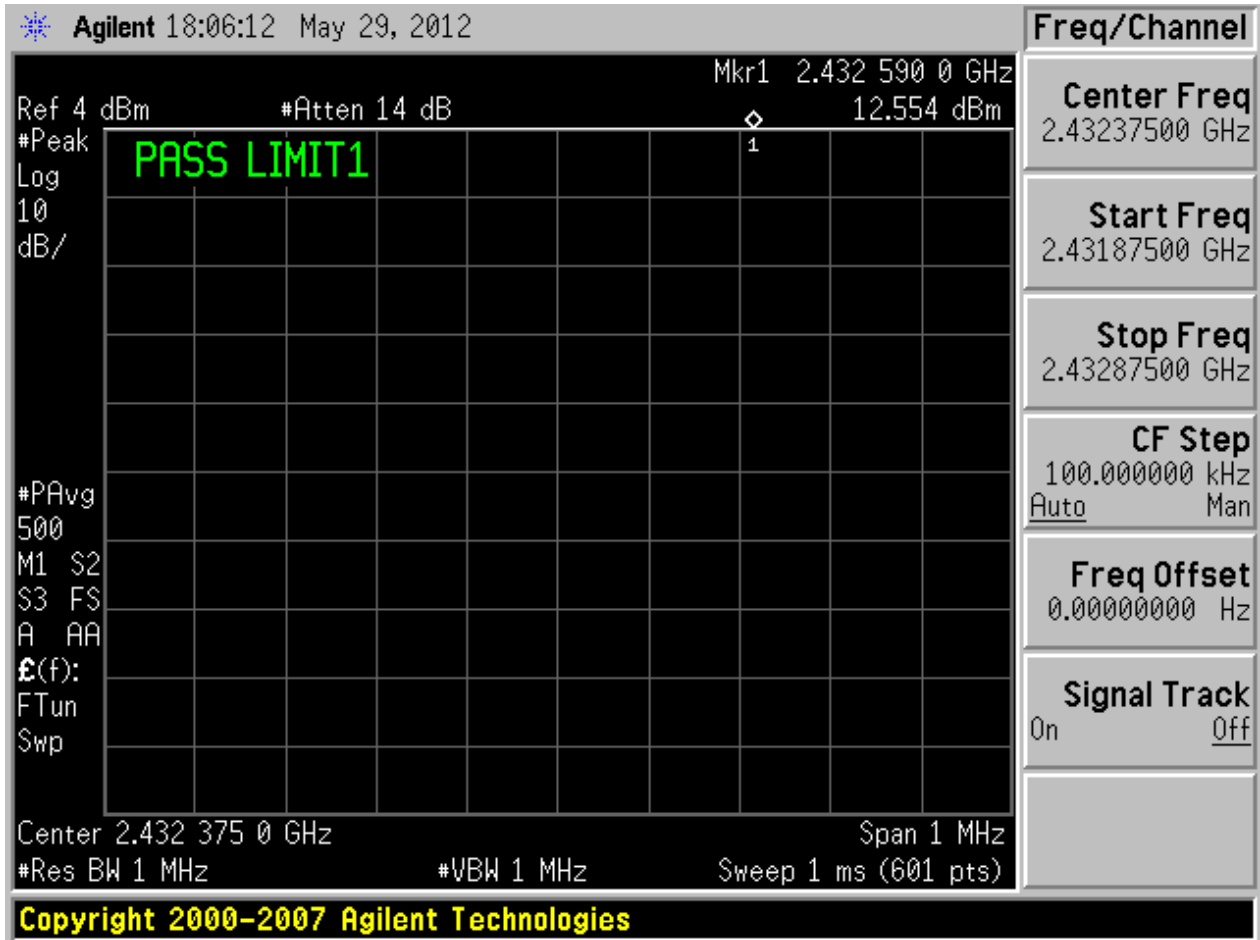 Agilent 18:06:12 May 29, 2012
Mkr1 2.432 590 0 GHz
Ref 4 dBm #Atten 14 dB 12.554 dBm
#Peak
Log
10
dB/
PASS LIMIT1
1
#PAvg
500
M1 S2
S3 FS
A AA
£(f):
FTun
Swp
Center 2.432 375 0 GHz Span 1 MHz
#Res BW 1 MHz #VBW 1 MHz Sweep 1 ms (601 pts)
Freq/Channel
Center Freq
2.43237500 GHz
Start Freq
2.43187500 GHz
Stop Freq
2.43287500 GHz
CF Step
100.000000 kHz
Auto Man
Freq Offset
0.00000000 Hz
Signal Track
On Off
Copyright 2000-2007 Agilent Technologies